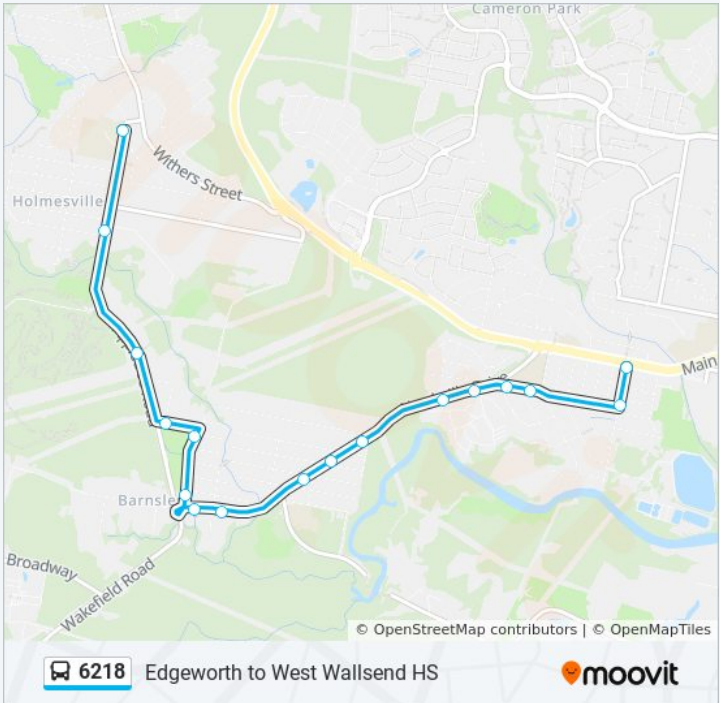 Cameron Park
Withers Street
Holmesville
Main
Barnsle
Broadway
Wakefield Road
© OpenStreetMap contributors | © OpenMapTiles
6218 Edgeworth to West Wallsend HS moovit